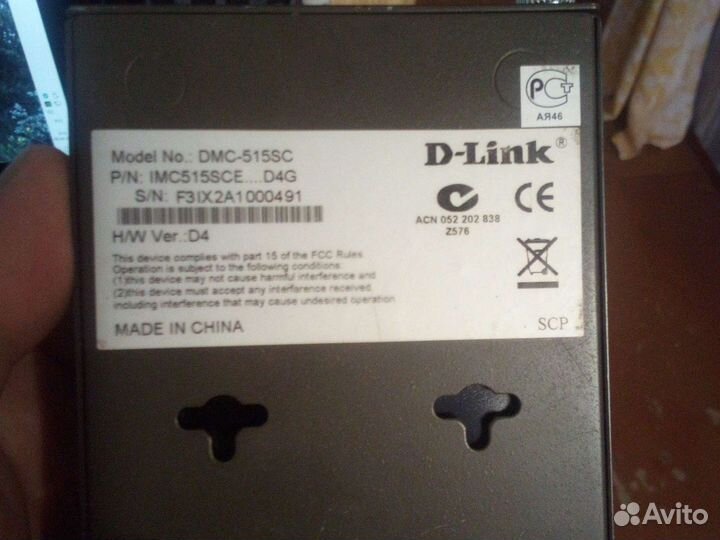 PCT
АЯ46
Model No.: DMC-515SC
P/N: IMC515SCE....D4G
S/N: F3IX2A1000491
H/W Ver.:D4
D-Link®
CE
ACN 052 202 838
Z576
This device complies with part 15 of the FCC Rules
Operation is subject to the following conditions:
(1)this device may not cause harmful interference and
(2)this device must accept any interference received
including interference that may cause undesired operation
MADE IN CHINA
SCP
Avito